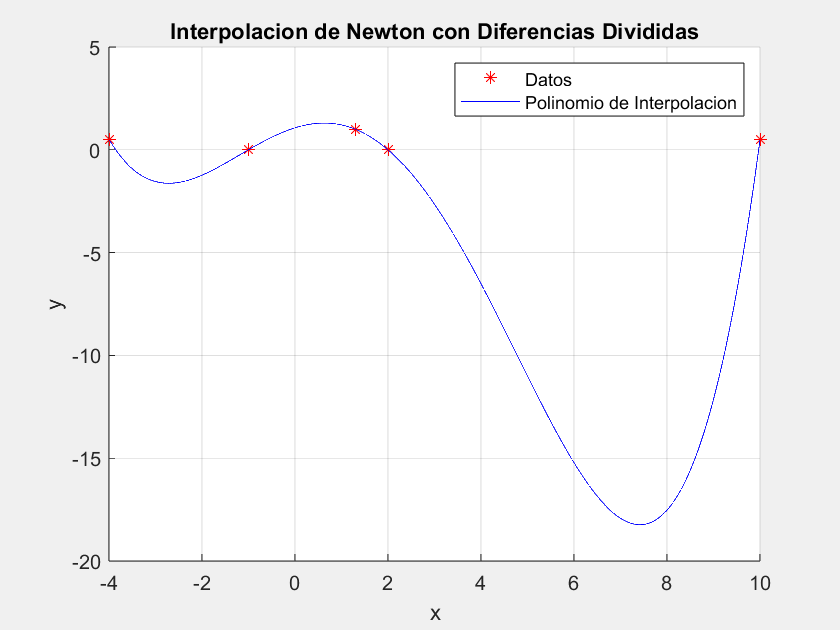 Interpolacion de Newton con Diferencias Divididas
Datos
Polinomio de Interpolacion
5
0
-5
-10
-15
-20
y
-4
-2
0
2
4
6
8
10
x